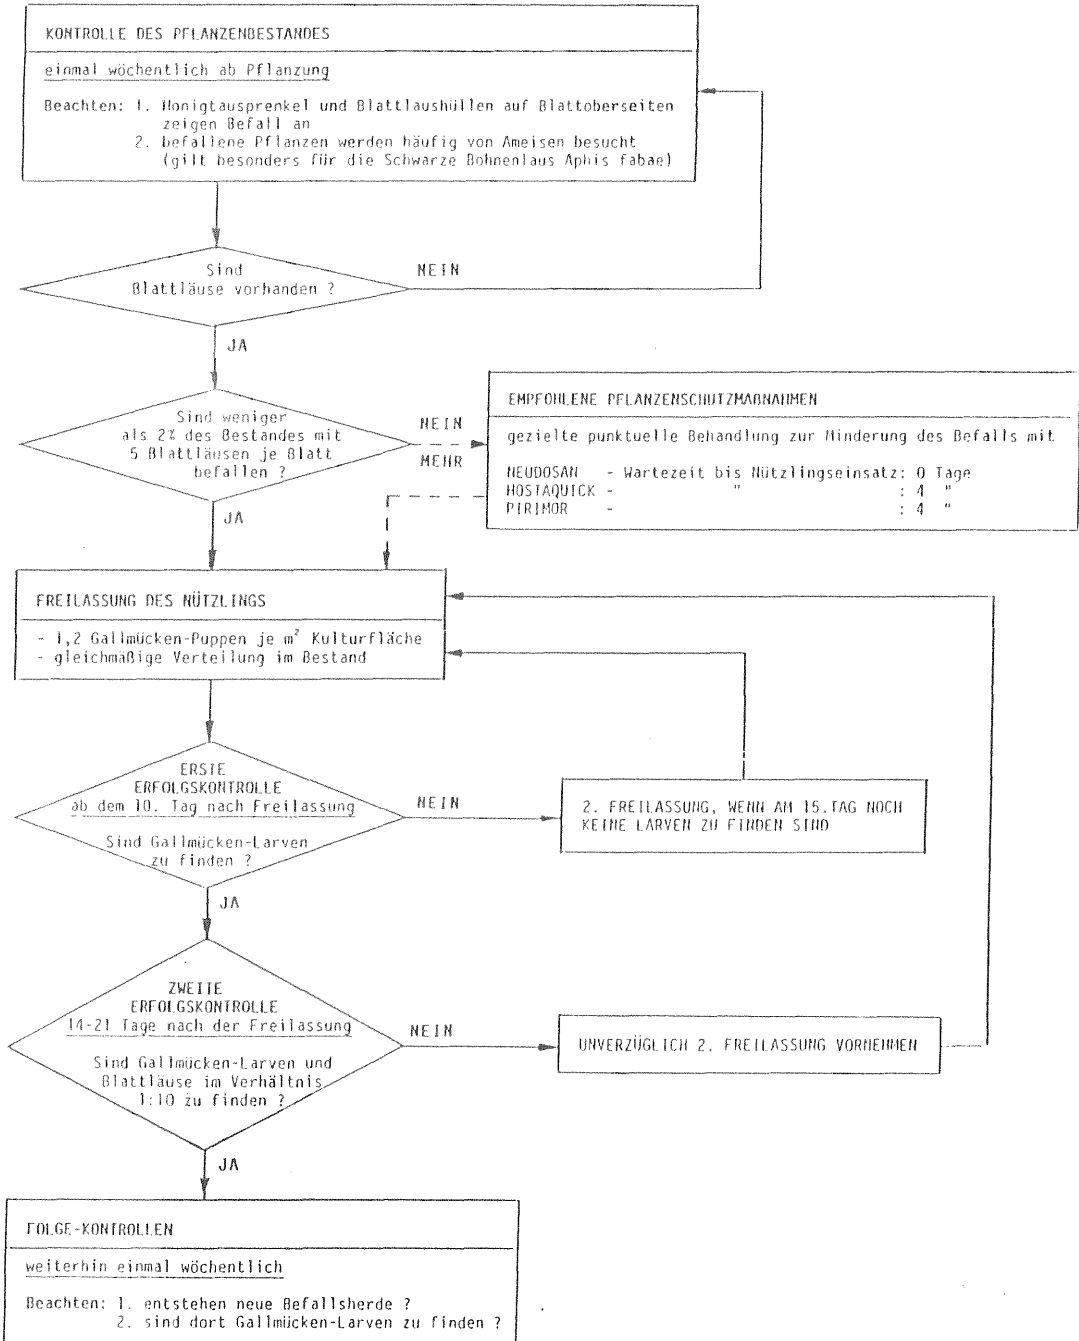 KONTROLLE DES PFLANZENBESTANDES
einmal wöchentlich ab Pflanzung
Beachten: 1. Honigtausprenkel und Blattlaushüllen auf Blattoberseiten
zeigen Befall an
2. befallene Pflanzen werden häufig von Ameisen besucht
(gilt besonders für die Schwarze Bohnenlaus Aphis fabae)
Sind
Blattläuse vorhanden ?
NEIN
JA
Sind weniger
als 2% des Bestandes mit
5 Blattläusen je Blatt
befallen ?
NEIN
MEHR
JA
EMPFOHLENE PFLANZENSCHUTZMAßNAHMEN
gezielte punktuelle Behandlung zur Minderung des Befalls mit
NEUDOSAN - Wartezeit bis Nützlingseinsatz: 0 Tage
HOSTAQUICK - " : 4 "
PIRIMOR - " : 4 "
FREILASSUNG DES NÜTZLINGS
- 1,2 Gallmücken-Puppen je m² Kulturfläche
- gleichmäßige Verteilung im Bestand
ERSTE
ERFOLGSKONTROLLE
ab dem 10. Tag nach Freilassung
Sind Gallmücken-Larven
zu finden ?
NEIN
JA
2. FREILASSUNG, WENN AM 15.TAG NOCH
KEINE LARVEN ZU FINDEN SIND
ZWEITE
ERFOLGSKONTROLLE
14-21 Tage nach der Freilassung
Sind Gallmücken-Larven und
Blattläuse im Verhältnis
1:10 zu finden ?
NEIN
JA
UNVERZÜGLICH 2. FREILASSUNG VORNEHMEN
FOLGE-KONTROLLEN
weiterhin einmal wöchentlich
Beachten: 1. entstehen neue Befallsherde ?
2. sind dort Gallmücken-Larven zu finden ?